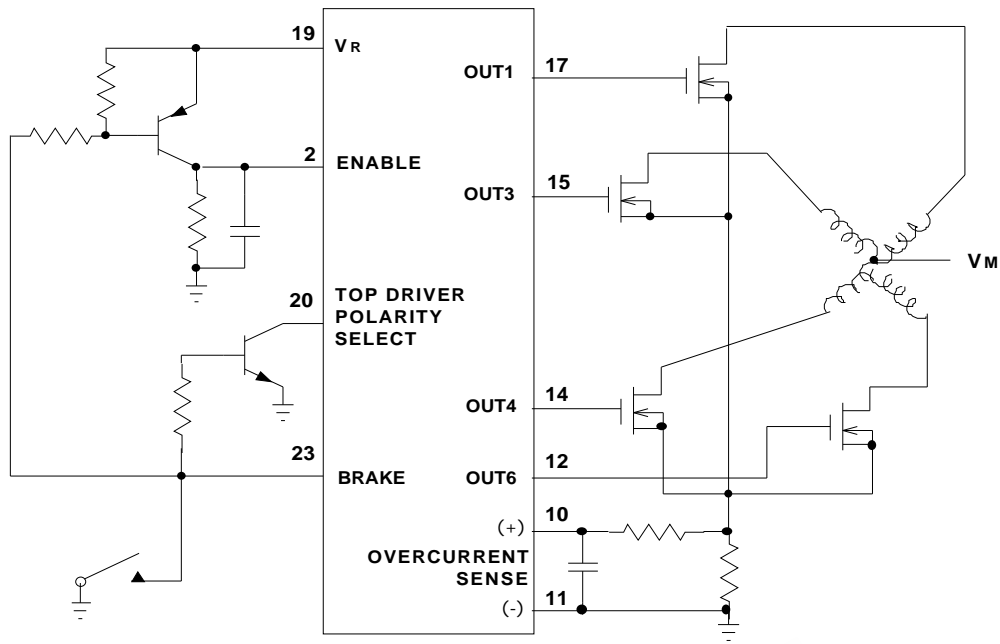 19
VR
OUT1
17
2
ENABLE
OUT3
15
20
TOP DRIVER
POLARITY
SELECT
VM
OUT4
14
23
BRAKE
OUT6
12
(+)
10
OVERCURRENT
SENSE
(-)
11